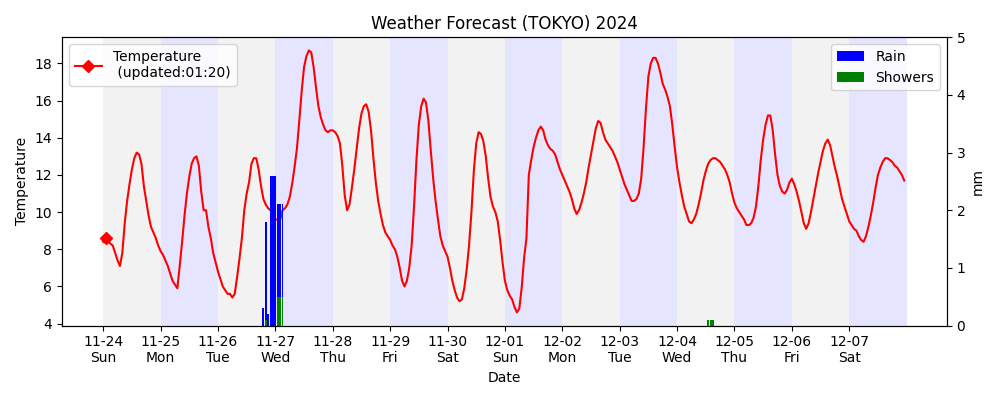 Weather Forecast (TOKYO) 2024
Temperature
(updated:01:20)
Rain
Showers
Temperature
18
16
14
12
10
8
6
4
5
4
3
2
1
0
mm
11-24 11-25 11-26 11-27 11-28 11-29 11-30 12-01 12-02 12-03 12-04 12-05 12-06 12-07
Sun Mon Tue Wed Thu Fri Sat Sun Mon Tue Wed Thu Fri Sat
Date